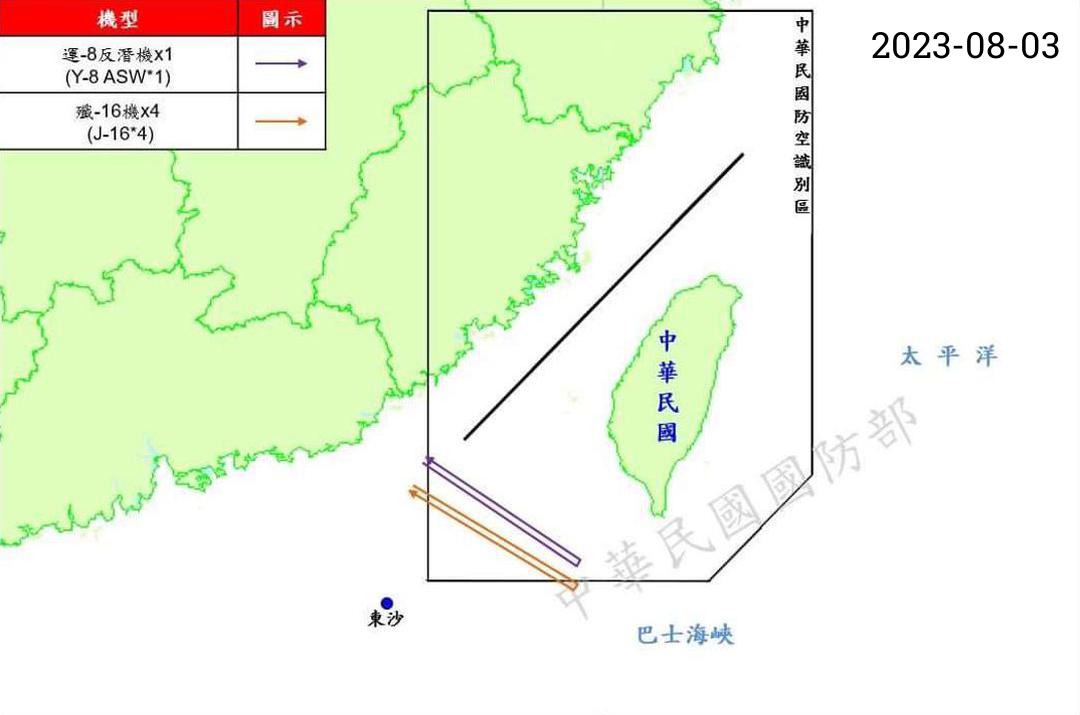 機型
圖示
運-8反潛機x1
(Y-8 ASW*1)
殲-16機x4
(J-16*4)
2023-08-03
中華民國防空識別區
中華民國
太平洋
中華民國國防部
東沙
巴士海峽